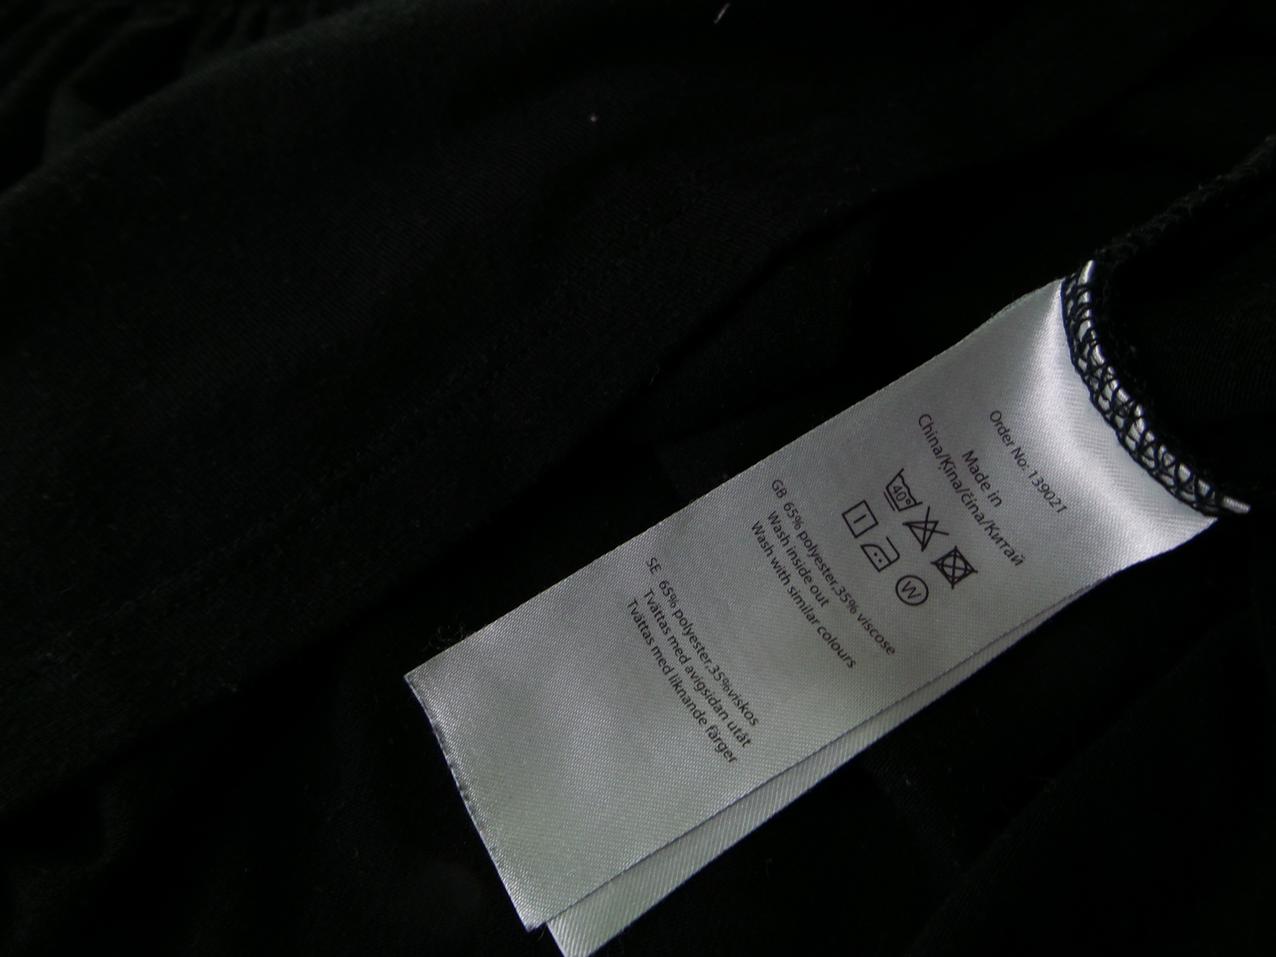 Order No: 139021
Made in
China/Ķīna/čína/Китай
40°
W
GB 65% polyester,35% viscose
Wash inside out
Wash with similar colours
SE 65% polyester,35%viskos
Tvättas med avigsidan utåt
Tvättas med liknande färger